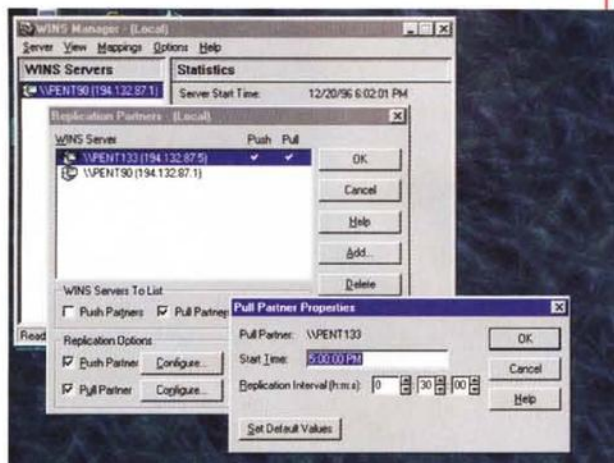 WINS Manager - (Local)
Server View Mappings Options Help
WINS Servers
Statistics
\\PENT90 (194.132.87.1)
Server Start Time: 12/20/96 6:02:01 PM
Replication Partners - (Local)
WINS Server Push Pull
\\PENT133 (194.132.87.5)
\\PENT90 (194.132.87.1)
OK
Cancel
Help
Add...
Delete
WINS Servers To List
Push Partners
Pull Partner
Replication Options
Push Partner Configure...
Pull Partner Configure...
Read
Pull Partner Properties
Pull Partner: \\PENT133
Start Time: 5:00:00 PM
Replication Interval (h:m:s): 0 30 00
Set Default Values
OK
Cancel
Help